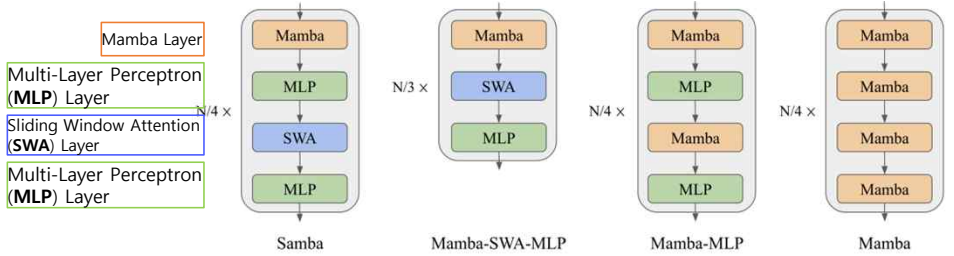 Mamba Layer
Multi-Layer Perceptron
(MLP) Layer
Sliding Window Attention
(SWA) Layer
Multi-Layer Perceptron
(MLP) Layer
N/4 ×
Mamba
MLP
SWA
MLP
Samba
N/3 ×
Mamba
SWA
MLP
Mamba-SWA-MLP
N/4 ×
Mamba
MLP
Mamba
MLP
Mamba-MLP
N/4 ×
Mamba
Mamba
Mamba
Mamba
Mamba